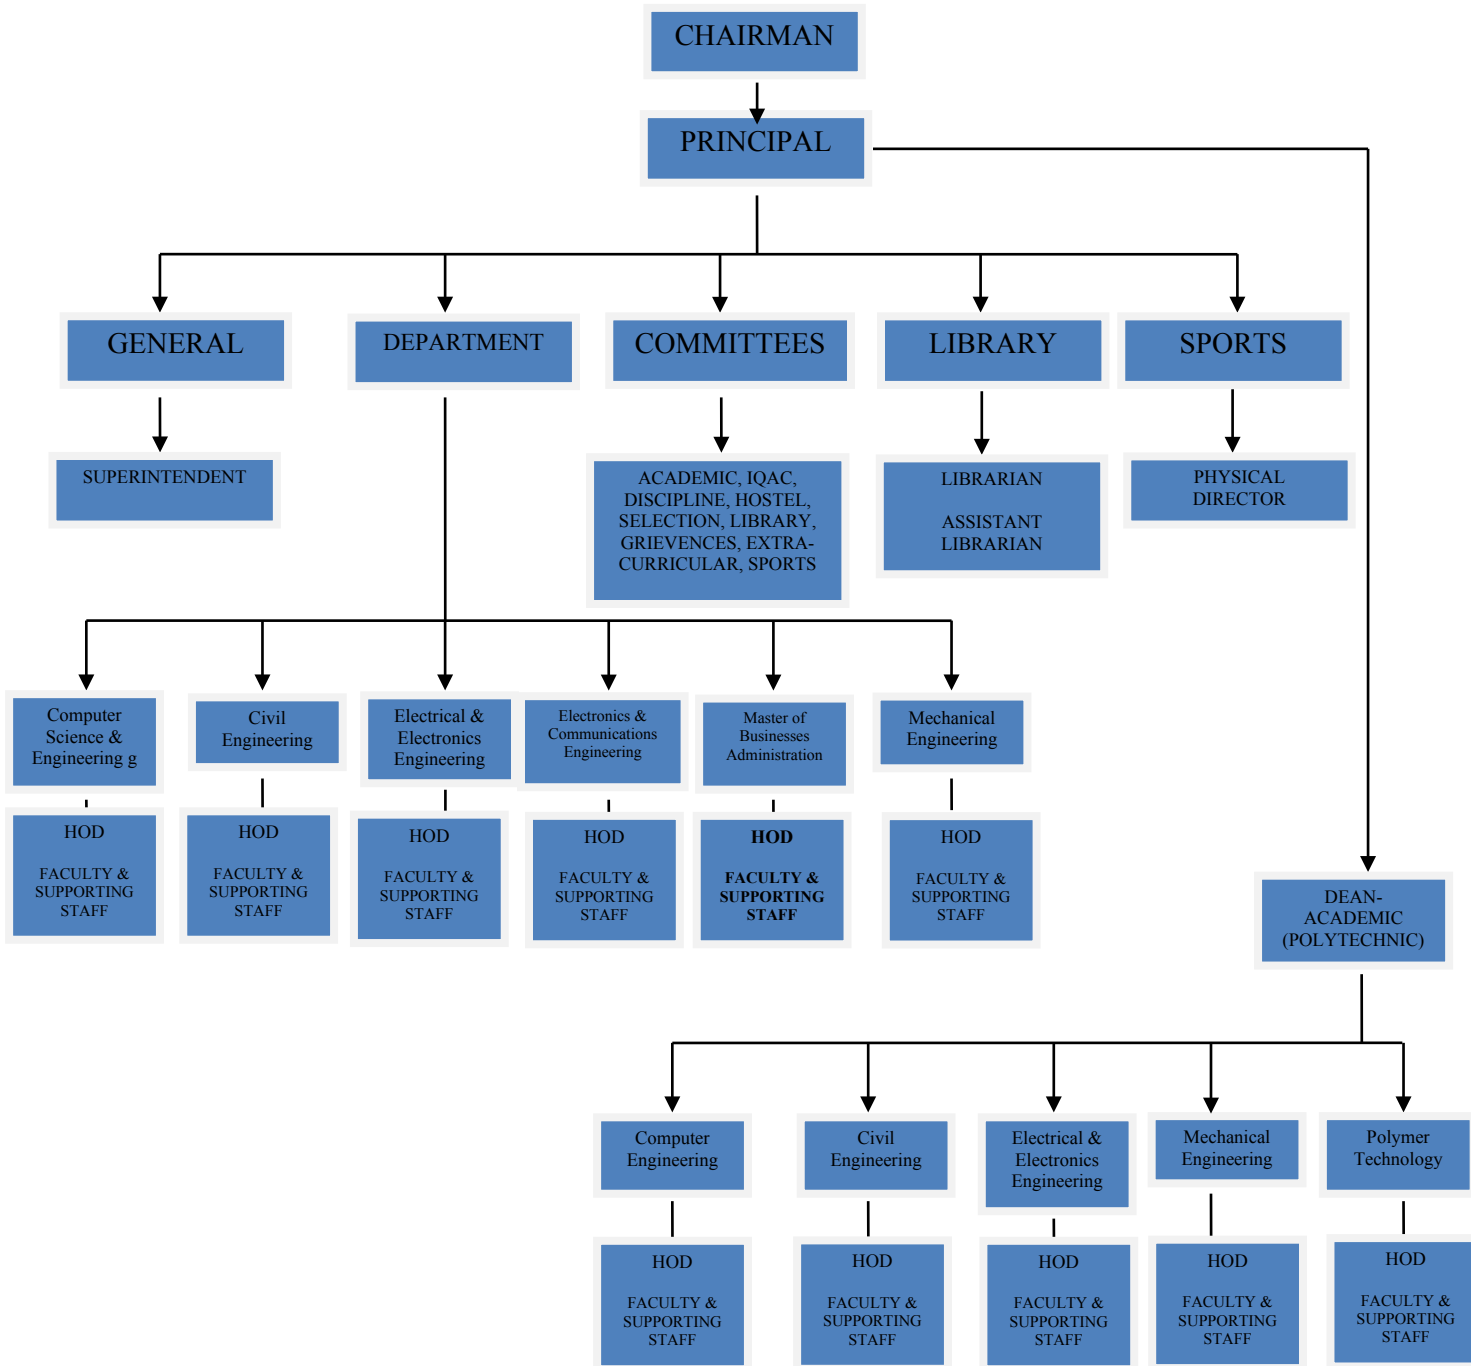 CHAIRMAN
PRINCIPAL
GENERAL
DEPARTMENT
COMMITTEES
LIBRARY
SPORTS
SUPERINTENDENT
ACADEMIC, IQAC,
DISCIPLINE, HOSTEL,
SELECTION, LIBRARY,
GRIEVENCES, EXTRA-
CURRICULAR, SPORTS
LIBRARIAN
ASSISTANT
LIBRARIAN
PHYSICAL
DIRECTOR
Computer
Science &
Engineering g
Civil
Engineering
Electrical &
Electronics
Engineering
Electronics &
Communications
Engineering
Master of
Businesses
Administration
Mechanical
Engineering
HOD
FACULTY &
SUPPORTING
STAFF
HOD
FACULTY &
SUPPORTING
STAFF
HOD
FACULTY &
SUPPORTING
STAFF
HOD
FACULTY &
SUPPORTING
STAFF
HOD
FACULTY &
SUPPORTING
STAFF
HOD
FACULTY &
SUPPORTING
STAFF
DEAN-
ACADEMIC
(POLYTECHNIC)
Computer
Engineering
Civil
Engineering
Electrical &
Electronics
Engineering
Mechanical
Engineering
Polymer
Technology
HOD
FACULTY &
SUPPORTING
STAFF
HOD
FACULTY &
SUPPORTING
STAFF
HOD
FACULTY &
SUPPORTING
STAFF
HOD
FACULTY &
SUPPORTING
STAFF
HOD
FACULTY &
SUPPORTING
STAFF